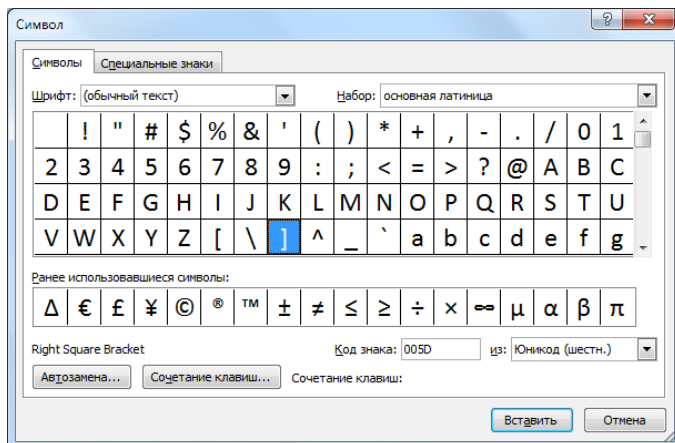 Символ
Символы Специальные знаки
Шрифт: (обычный текст) Набор: основная латиница
! " # $ % & ' ( ) * + , - . / 0 1
2 3 4 5 6 7 8 9 : ; < = > ? @ A B C
D E F G H I J K L M N O P Q R S T U
V W X Y Z [ \ ] ^ _ ` a b c d e f g
Ранее использовавшиеся символы:
Δ € £ ¥ © ® ™ ± ≠ ≤ ≥ ÷ × ∞ µ α β π
Right Square Bracket Код знака: 005D из: Юникод (шестн.)
Автозамена... Сочетание клавиш... Сочетание клавиш:
Вставить Отмена